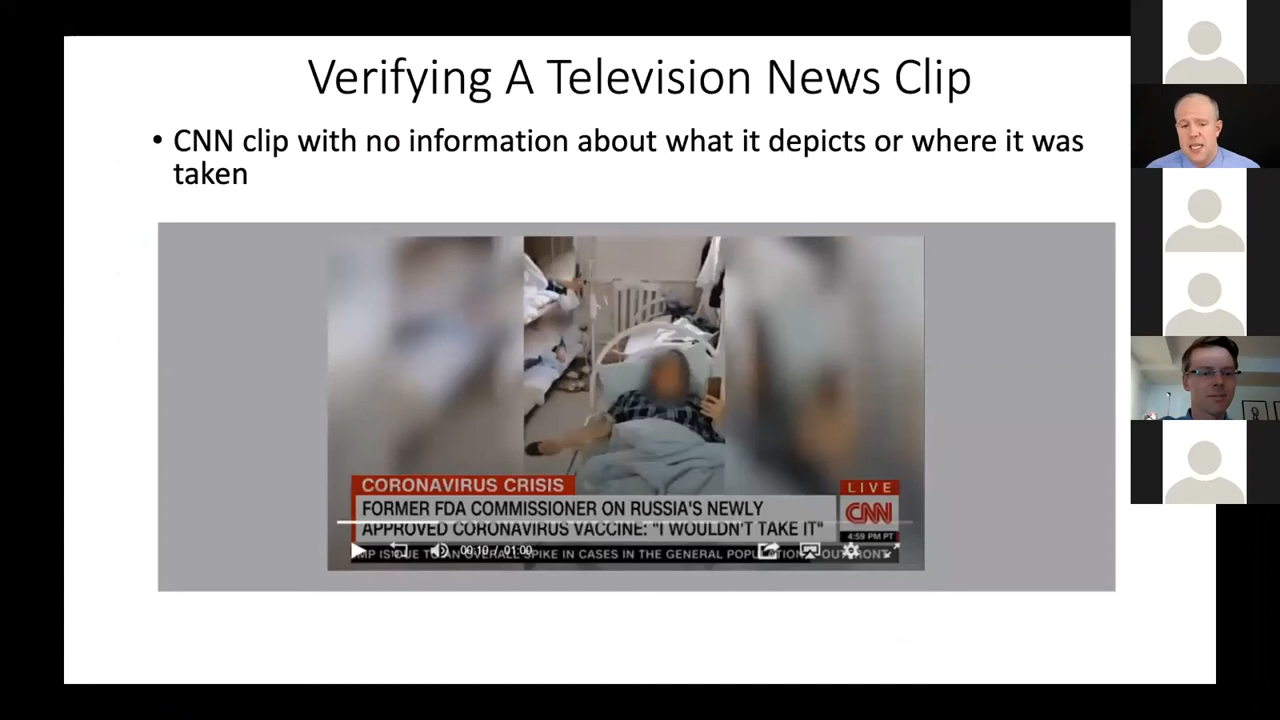 Verifying A Television News Clip
• CNN clip with no information about what it depicts or where it was
taken
CORONAVIRUS CRISIS
FORMER FDA COMMISSIONER ON RUSSIA'S NEWLY
APPROVED CORONAVIRUS VACCINE: "I WOULDN'T TAKE IT"
LIVE
CNN
4:59 PM PT
00:10 / 01:00
AN OVERALL SPIKE IN CASES IN THE GENERAL